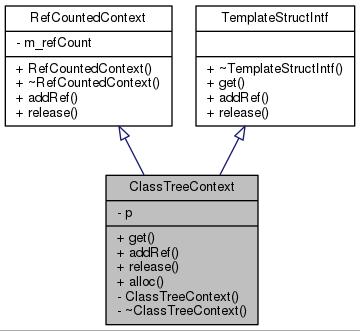 RefCountedContext
- m_refCount
+ RefCountedContext()
+ ~RefCountedContext()
+ addRef()
+ release()
TemplateStructIntf
+ ~TemplateStructIntf()
+ get()
+ addRef()
+ release()
ClassTreeContext
- p
+ get()
+ addRef()
+ release()
+ alloc()
- ClassTreeContext()
- ~ClassTreeContext()